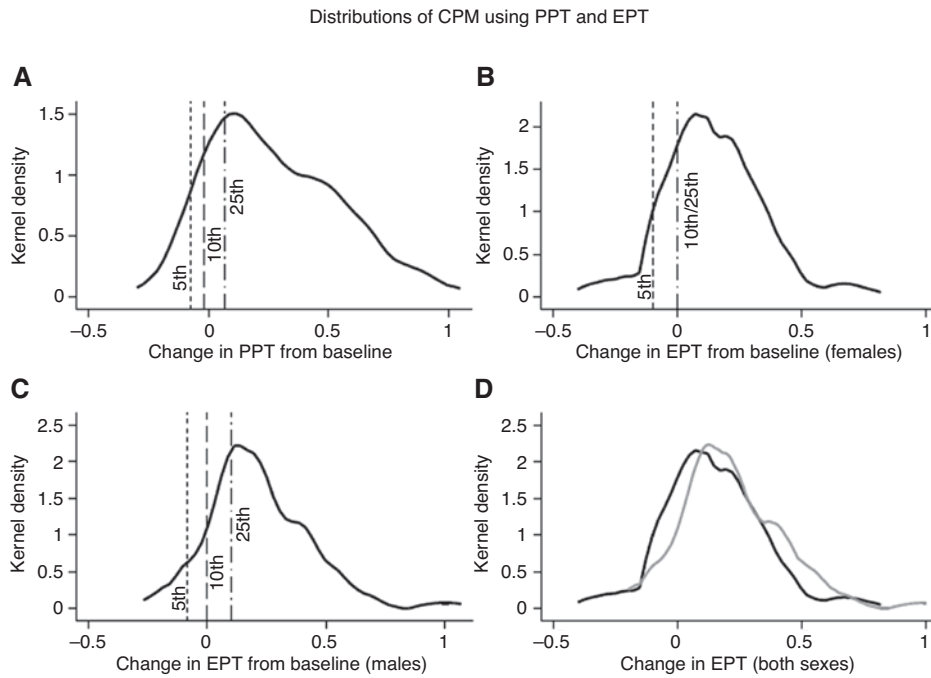 Distributions of CPM using PPT and EPT
A
1.5
1
0.5
0
Kernel density
5th
10th
25th
−0.5
0
0.5
1
Change in PPT from baseline
B
2
1.5
1
0.5
0
Kernel density
5th
10th/25th
−0.5
0
0.5
1
Change in EPT from baseline (females)
C
2.5
2
1.5
1
0.5
0
Kernel density
5th
10th
25th
−0.5
0
0.5
1
Change in EPT from baseline (males)
D
2.5
2
1.5
1
0.5
0
Kernel density
−0.5
0
0.5
1
Change in EPT (both sexes)